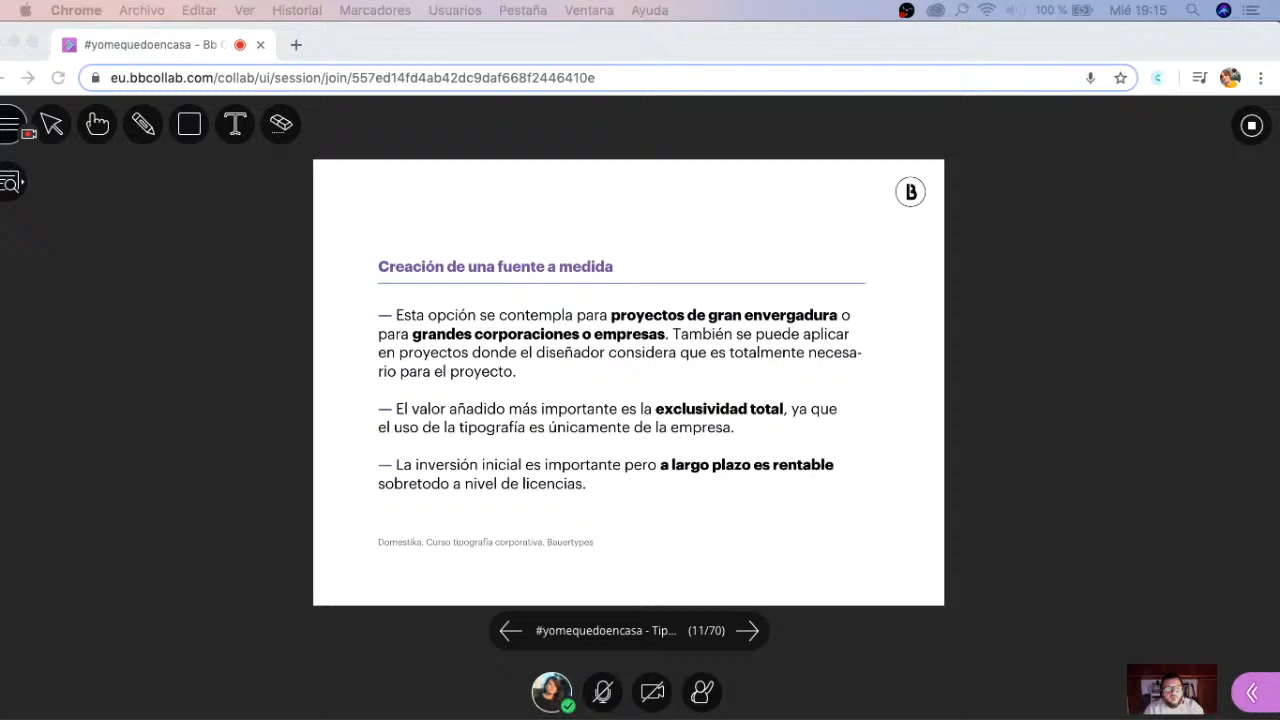 Chrome Archivo Editar Ver Historial Marcadores Usuarios Pestaña Ventana Ayuda 100 % Mié 19:15
#yomequedoencasa - Bb C
eu.bbcollab.com/collab/ui/session/join/557ed14fd4ab42dc9daf668f2446410e
T
B
Creación de una fuente a medida
— Esta opción se contempla para proyectos de gran envergadura o
para grandes corporaciones o empresas. También se puede aplicar
en proyectos donde el diseñador considera que es totalmente necesa-
rio para el proyecto.
— El valor añadido más importante es la exclusividad total, ya que
el uso de la tipografía es únicamente de la empresa.
— La inversión inicial es importante pero a largo plazo es rentable
sobretodo a nivel de licencias.
Domestika. Curso tipografía corporativa. Bauertypes
#yomequedoencasa - Tip... (11/70)